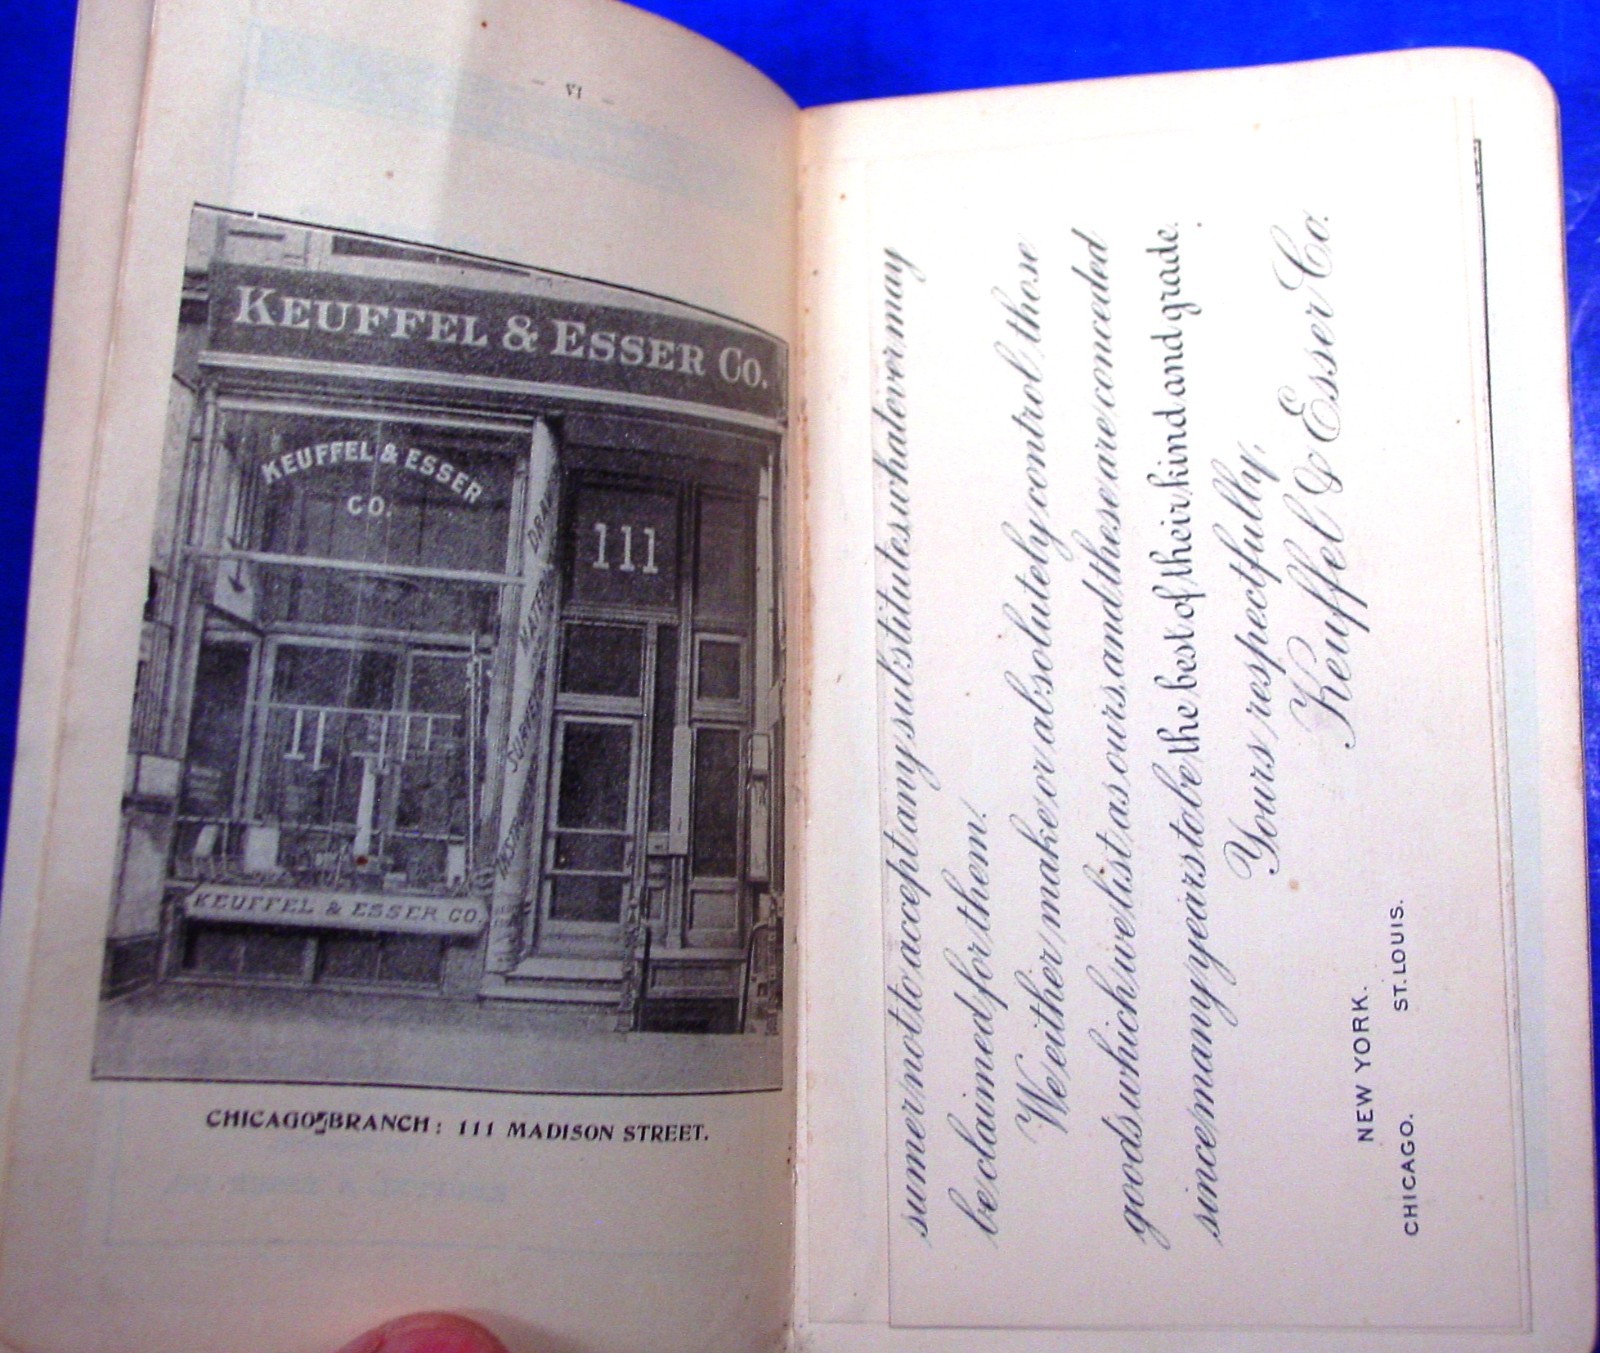 — VI —
KEUFFEL & ESSER CO.
KEUFFEL & ESSER
CO.
111
DRA
MATE
SURVE
KEUFFEL & ESSER CO.
CHICAGO BRANCH: 111 MADISON STREET.
sumer not to accept any substitutes whatever may
be claimed for them.
We either make or absolutely control those
goods which we list as ours, and these are conceded
since many years to be the best of their kind and grade.
Yours respectfully,
Keuffel & Esser Co.
NEW YORK.
CHICAGO. ST. LOUIS.